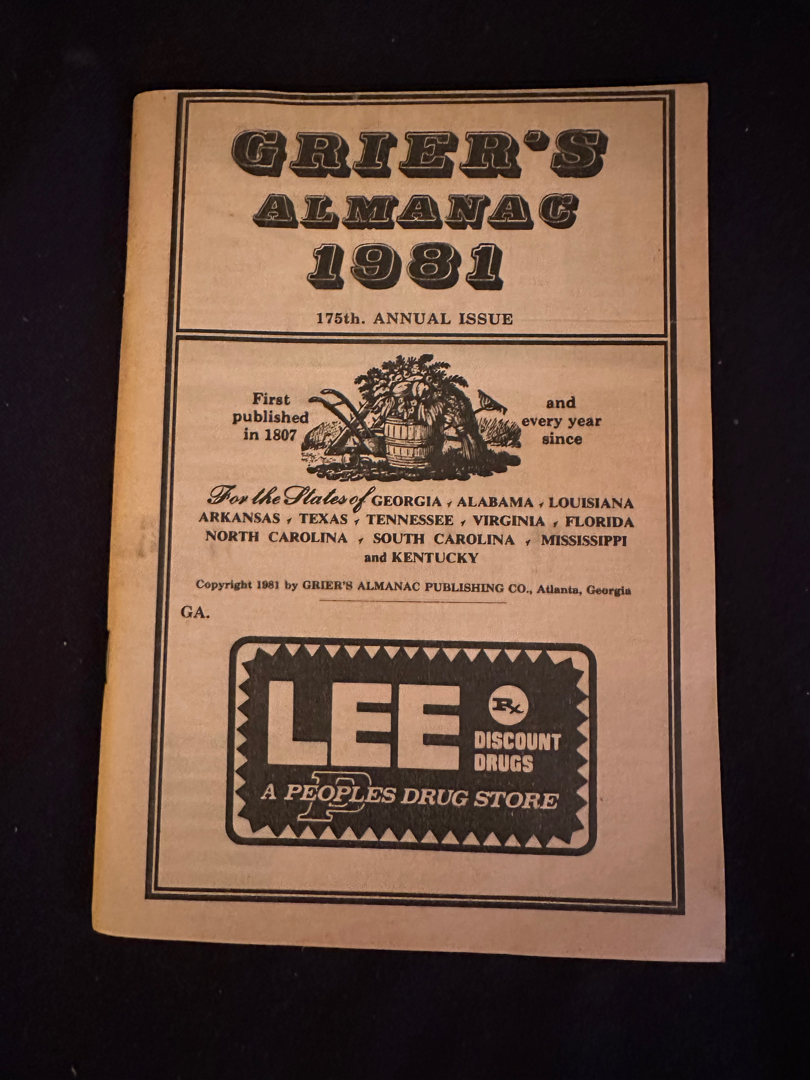 GRIER'S
ALMANAC
1981
175th. ANNUAL ISSUE
First
published
in 1807
and
every year
since
For the States of GEORGIA, ALABAMA, LOUISIANA
ARKANSAS, TEXAS, TENNESSEE, VIRGINIA, FLORIDA
NORTH CAROLINA, SOUTH CAROLINA, MISSISSIPPI
and KENTUCKY
Copyright 1981 by GRIER'S ALMANAC PUBLISHING CO., Atlanta, Georgia
GA.
LEE
Rx
DISCOUNT
DRUGS
P
A PEOPLES DRUG STORE